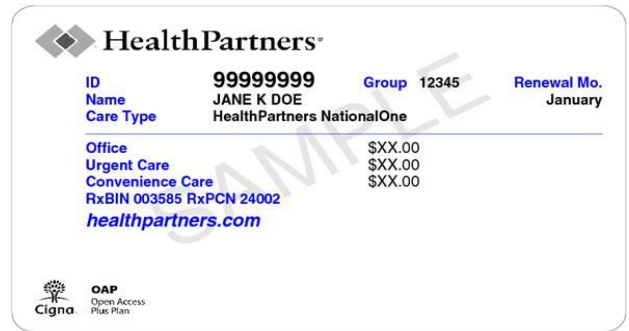 HealthPartners®
ID 99999999 Group 12345 Renewal Mo.
Name JANE K DOE January
Care Type HealthPartners NationalOne
Office $XX.00
Urgent Care $XX.00
Convenience Care $XX.00
RxBIN 003585 RxPCN 24002
healthpartners.com
SAMPLE
Cigna
OAP
Open Access
Plus Plan